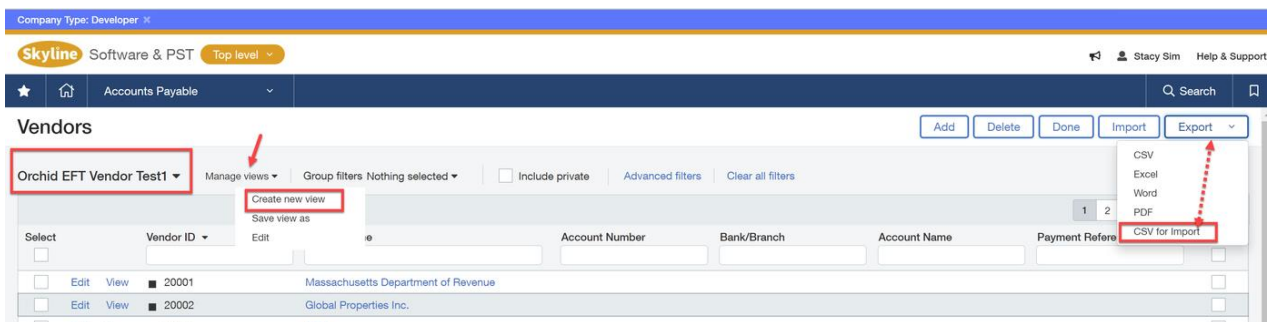 Company Type: Developer ×
Skyline Software & PST Top level
Stacy Sim Help & Support
Accounts Payable Search
Vendors Add Delete Done Import Export
CSV
Orchid EFT Vendor Test1 Manage views Group filters Nothing selected Include private Advanced filters Clear all filters Excel
Create new view Word
Save view as 1 2 PDF
Select Vendor ID Edit Account Number Bank/Branch Account Name Payment Refere CSV for Import
Edit View 20001 Massachusetts Department of Revenue
Edit View 20002 Global Properties Inc.